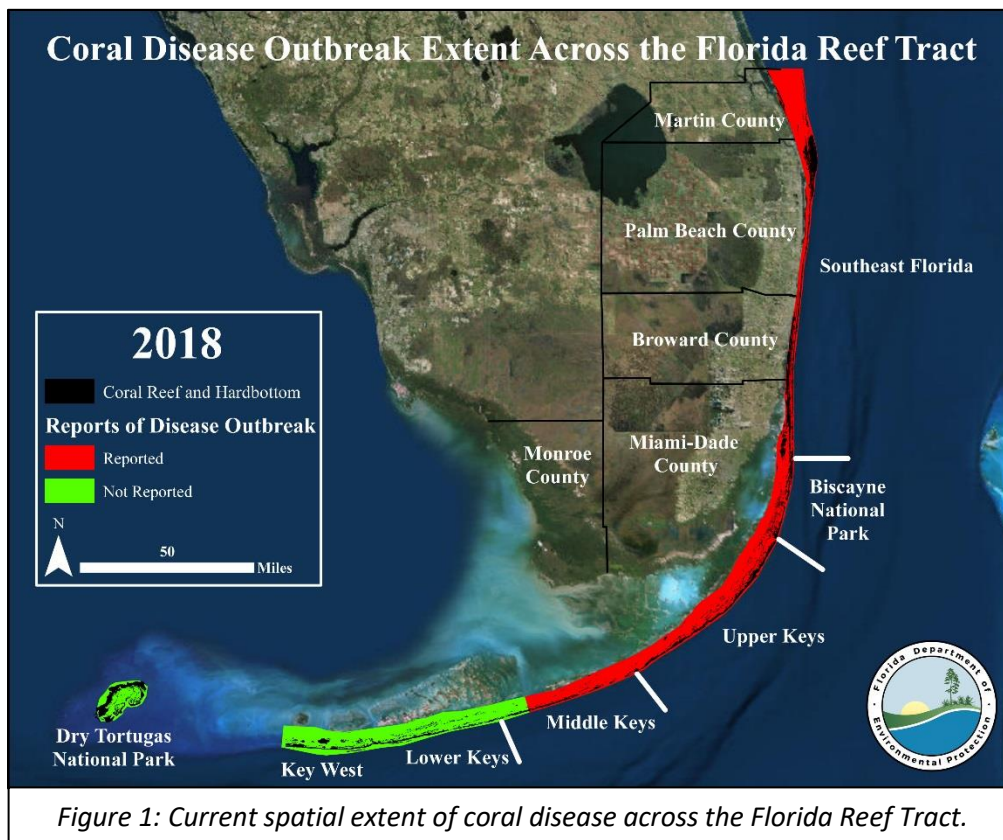 Coral Disease Outbreak Extent Across the Florida Reef Tract
Martin County
Palm Beach County
Southeast Florida
Broward County
Miami-Dade
County
Monroe
County
Biscayne
National
Park
Upper Keys
Middle Keys
Lower Keys
Key West
Dry Tortugas
National Park
2018
Coral Reef and Hardbottom
Reports of Disease Outbreak
Reported
Not Reported
N
50
Miles
Florida Department of
Environmental Protection
Figure 1: Current spatial extent of coral disease across the Florida Reef Tract.